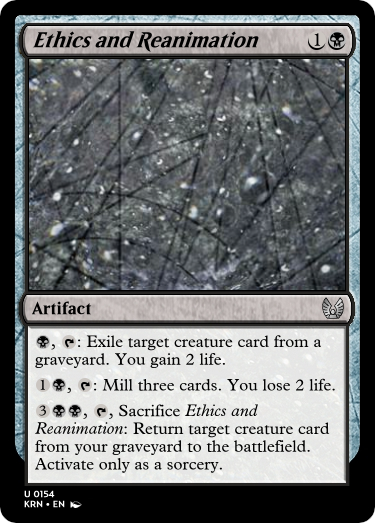 Ethics and Reanimation 1
Artifact
, : Exile target creature card from a
graveyard. You gain 2 life.
1 , : Mill three cards. You lose 2 life.
3 , , Sacrifice Ethics and
Reanimation: Return target creature card
from your graveyard to the battlefield.
Activate only as a sorcery.
U 0154
KRN • EN